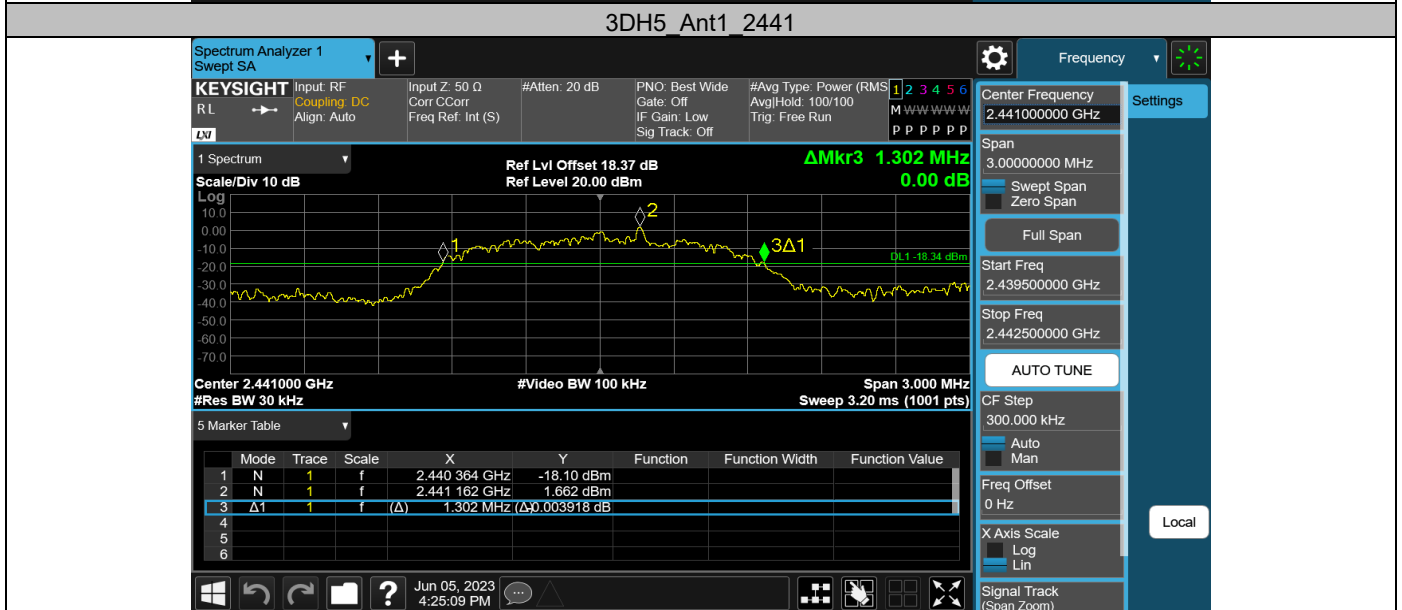 3DH5_Ant1_2441
Spectrum Analyzer 1
Swept SA
+
Frequency
KEYSIGHT
R L
LXI
Input: RF
Coupling: DC
Align: Auto
Input Z: 50 Ω
Corr CCorr
Freq Ref: Int (S)
#Atten: 20 dB
PNO: Best Wide
Gate: Off
IF Gain: Low
Sig Track: Off
#Avg Type: Power (RMS
Avg|Hold: 100/100
Trig: Free Run
1 2 3 4 5 6
M W W W W W
P P P P P P
1 Spectrum
Scale/Div 10 dB
Ref Lvl Offset 18.37 dB
Ref Level 20.00 dBm
ΔMkr3 1.302 MHz
0.00 dB
Log
10.0
0.00
-10.0
-20.0
-30.0
-40.0
-50.0
-60.0
-70.0
1
2
3Δ1
DL1 -18.34 dBm
Center 2.441000 GHz
#Res BW 30 kHz
#Video BW 100 kHz
Span 3.000 MHz
Sweep 3.20 ms (1001 pts)
5 Marker Table
Mode Trace Scale X Y Function Function Width Function Value
1 N 1 f 2.440 364 GHz -18.10 dBm
2 N 1 f 2.441 162 GHz 1.662 dBm
3 Δ1 1 f (Δ) 1.302 MHz (Δ)-0.003918 dB
4
5
6
?
Jun 05, 2023
4:25:09 PM
Center Frequency
2.441000000 GHz
Span
3.00000000 MHz
Swept Span
Zero Span
Full Span
Start Freq
2.439500000 GHz
Stop Freq
2.442500000 GHz
AUTO TUNE
CF Step
300.000 kHz
Auto
Man
Freq Offset
0 Hz
X Axis Scale
Log
Lin
Signal Track
(Span Zoom)
Settings
Local